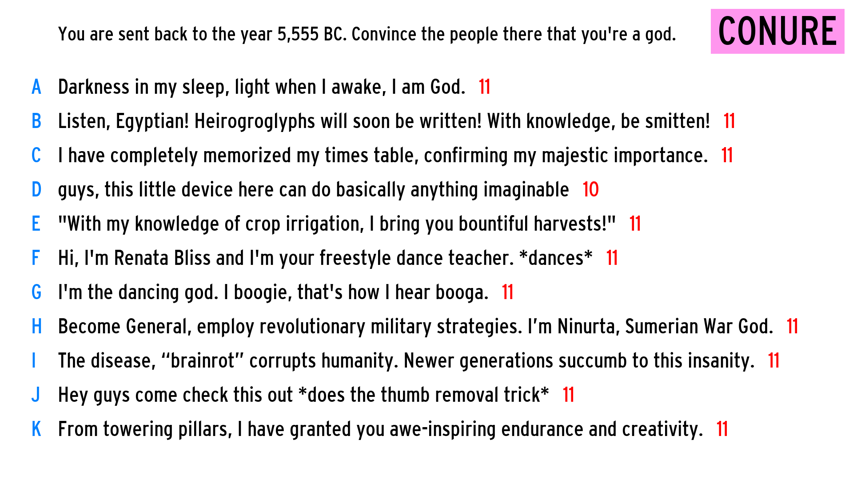 You are sent back to the year 5,555 BC. Convince the people there that you're a god.
CONURE
A Darkness in my sleep, light when I awake, I am God. 11
B Listen, Egyptian! Heirogroglyphs will soon be written! With knowledge, be smitten! 11
C I have completely memorized my times table, confirming my majestic importance. 11
D guys, this little device here can do basically anything imaginable 10
E "With my knowledge of crop irrigation, I bring you bountiful harvests!" 11
F Hi, I'm Renata Bliss and I'm your freestyle dance teacher. *dances* 11
G I'm the dancing god. I boogie, that's how I hear booga. 11
H Become General, employ revolutionary military strategies. I’m Ninurta, Sumerian War God. 11
I The disease, “brainrot” corrupts humanity. Newer generations succumb to this insanity. 11
J Hey guys come check this out *does the thumb removal trick* 11
K From towering pillars, I have granted you awe-inspiring endurance and creativity. 11